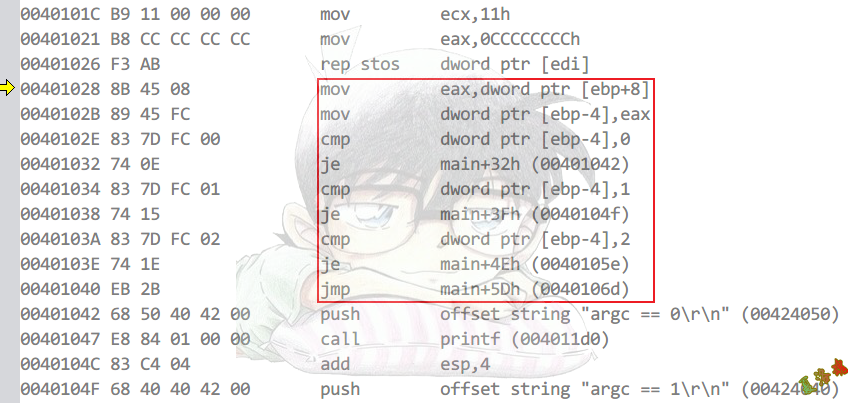 0040101C B9 11 00 00 00 mov ecx,11h
00401021 B8 CC CC CC CC mov eax,0CCCCCCCCh
00401026 F3 AB rep stos dword ptr [edi]
00401028 8B 45 08 mov eax,dword ptr [ebp+8]
0040102B 89 45 FC mov dword ptr [ebp-4],eax
0040102E 83 7D FC 00 cmp dword ptr [ebp-4],0
00401032 74 0E je main+32h (00401042)
00401034 83 7D FC 01 cmp dword ptr [ebp-4],1
00401038 74 15 je main+3Fh (0040104f)
0040103A 83 7D FC 02 cmp dword ptr [ebp-4],2
0040103E 74 1E je main+4Eh (0040105e)
00401040 EB 2B jmp main+5Dh (0040106d)
00401042 68 50 40 42 00 push offset string "argc == 0\r\n" (00424050)
00401047 E8 84 01 00 00 call printf (004011d0)
0040104C 83 C4 04 add esp,4
0040104F 68 40 40 42 00 push offset string "argc == 1\r\n" (00424040)